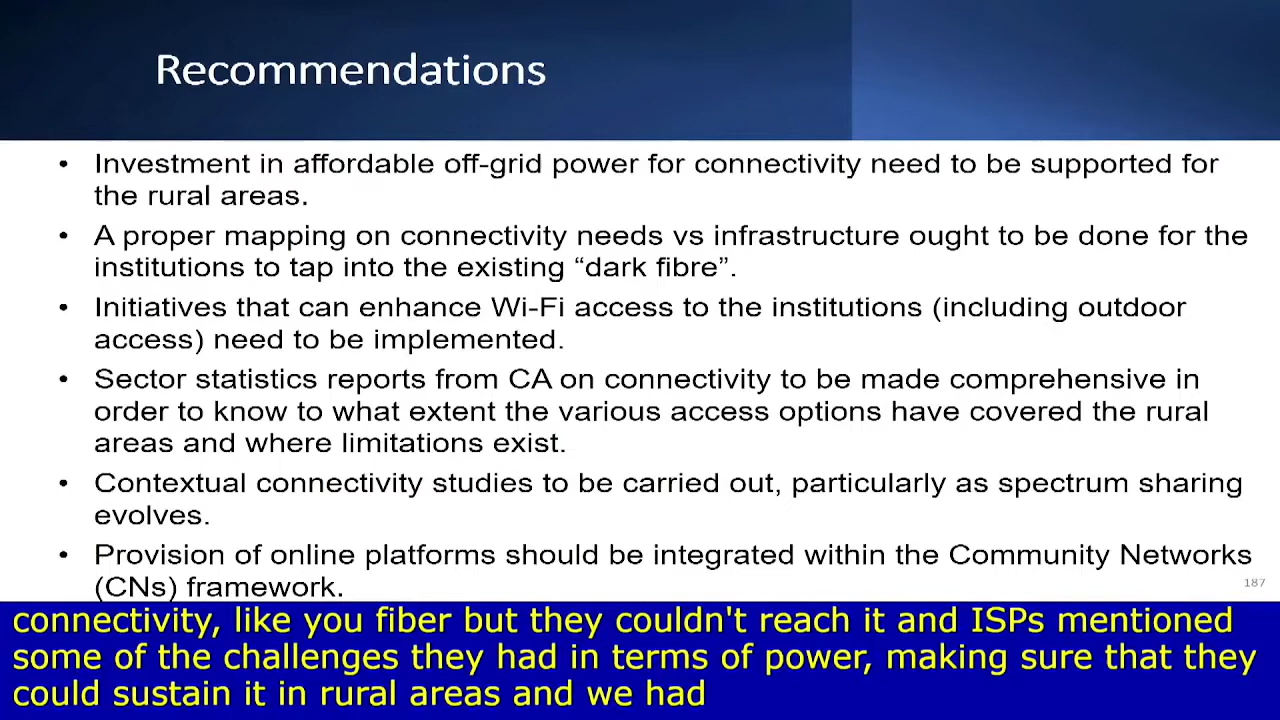 Recommendations
• Investment in affordable off-grid power for connectivity need to be supported for
the rural areas.
• A proper mapping on connectivity needs vs infrastructure ought to be done for the
institutions to tap into the existing “dark fibre”.
• Initiatives that can enhance Wi-Fi access to the institutions (including outdoor
access) need to be implemented.
• Sector statistics reports from CA on connectivity to be made comprehensive in
order to know to what extent the various access options have covered the rural
areas and where limitations exist.
• Contextual connectivity studies to be carried out, particularly as spectrum sharing
evolves.
• Provision of online platforms should be integrated within the Community Networks
(CNs) framework.
187
connectivity, like you fiber but they couldn't reach it and ISPs mentioned
some of the challenges they had in terms of power, making sure that they
could sustain it in rural areas and we had